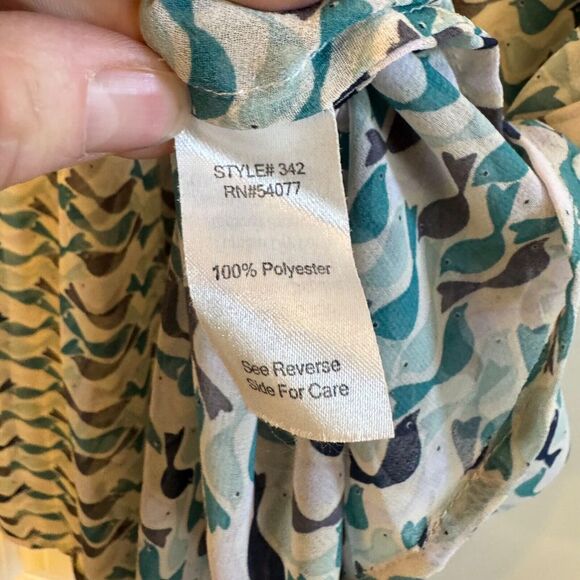 STYLE# 342
RN#54077
100% Polyester
See Reverse
Side For Care